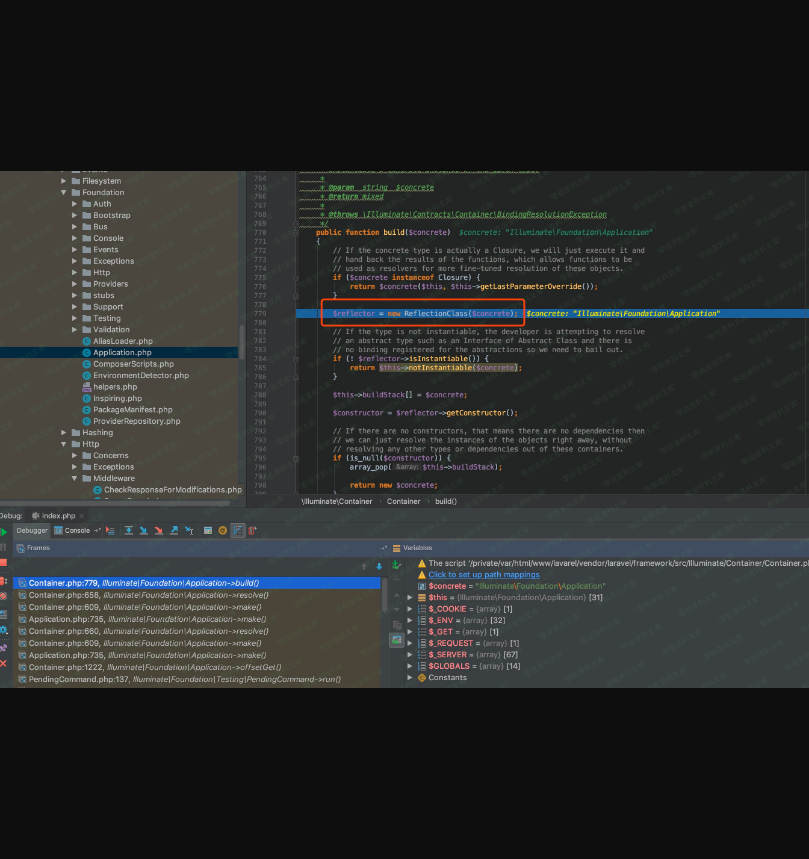 Filesystem
Foundation
Auth
Bootstrap
Bus
Console
Events
Exceptions
Http
Providers
stubs
Support
Testing
Validation
AliasLoader.php
Application.php
ComposerScripts.php
EnvironmentDetector.php
helpers.php
Inspiring.php
PackageManifest.php
ProviderRepository.php
Hashing
Http
Concerns
Exceptions
Middleware
CheckResponseForModifications.php
764 *
765 * @param string $concrete
766 * @return mixed
767 *
768 * @throws \Illuminate\Contracts\Container\BindingResolutionException
769 */
770 public function build($concrete) $concrete: "Illuminate\Foundation\Application"
771 {
772 // If the concrete type is actually a Closure, we will just execute it and
773 // hand back the results of the functions, which allows functions to be
774 // used as resolvers for more fine-tuned resolution of these objects.
775 if ($concrete instanceof Closure) {
776 return $concrete($this, $this->getLastParameterOverride());
777 }
778
779 $reflector = new ReflectionClass($concrete); $concrete: "Illuminate\Foundation\Application"
780
781 // If the type is not instantiable, the developer is attempting to resolve
782 // an abstract type such as an Interface of Abstract Class and there is
783 // no binding registered for the abstractions so we need to bail out.
784 if (! $reflector->isInstantiable()) {
785 return $this->notInstantiable($concrete);
786 }
787
788 $this->buildStack[] = $concrete;
789
790 $constructor = $reflector->getConstructor();
791
792 // If there are no constructors, that means there are no dependencies then
793 // we can just resolve the instances of the objects right away, without
794 // resolving any other types or dependencies out of these containers.
795 if (is_null($constructor)) {
796 array_pop( &array: $this->buildStack);
797
798 return new $concrete;
\Illuminate\Container › Container › build()
Debug: index.php ×
Debugger Console
Frames
Variables
Container.php:779, Illuminate\Foundation\Application->build()
Container.php:658, Illuminate\Foundation\Application->resolve()
Container.php:609, Illuminate\Foundation\Application->make()
Application.php:735, Illuminate\Foundation\Application->make()
Container.php:660, Illuminate\Foundation\Application->resolve()
Container.php:609, Illuminate\Foundation\Application->make()
Application.php:735, Illuminate\Foundation\Application->make()
Container.php:1222, Illuminate\Foundation\Application->offsetGet()
PendingCommand.php:137, Illuminate\Foundation\Testing\PendingCommand->run()
The script '/private/var/html/www/lavarel/vendor/laravel/framework/src/Illuminate/Container/Container.php
Click to set up path mappings
$concrete = "Illuminate\Foundation\Application"
$this = {Illuminate\Foundation\Application} [31]
$_COOKIE = {array} [1]
$_ENV = {array} [32]
$_GET = {array} [1]
$_REQUEST = {array} [1]
$_SERVER = {array} [67]
$GLOBALS = {array} [14]
Constants